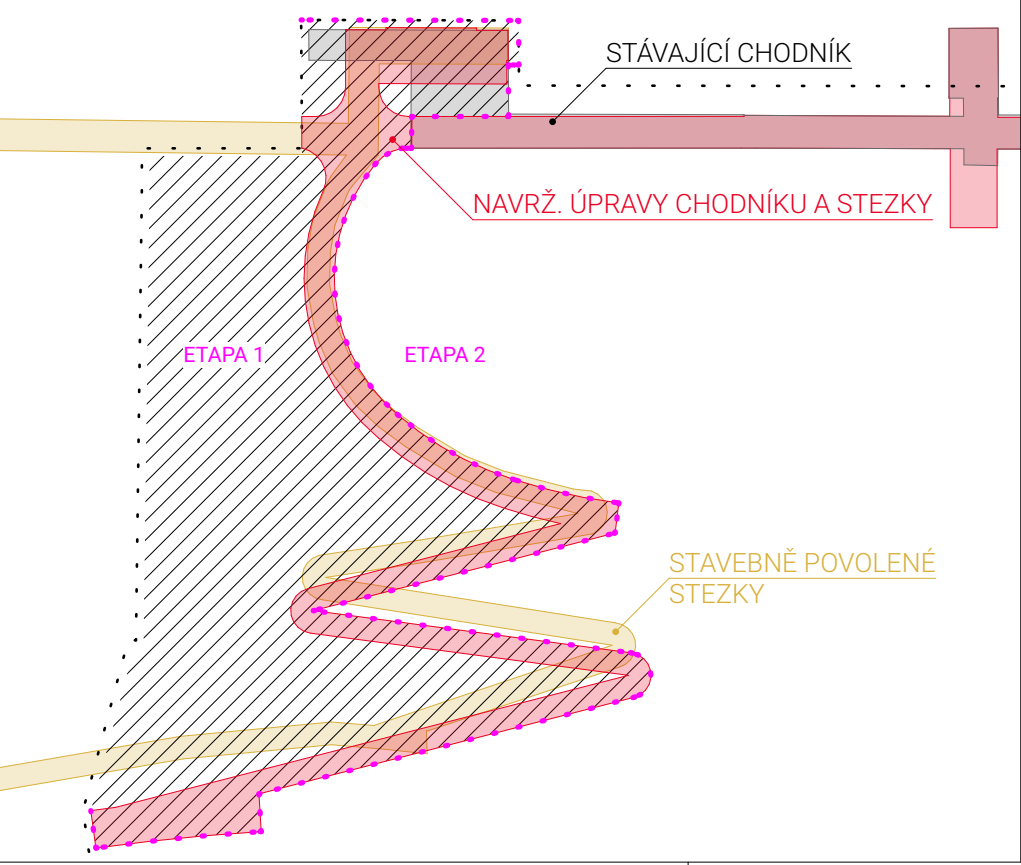 STÁVAJÍCÍ CHODNÍK
NAVRŽ. ÚPRAVY CHODNÍKU A STEZKY
ETAPA 1
ETAPA 2
STAVEBNĚ POVOLENÉ
STEZKY